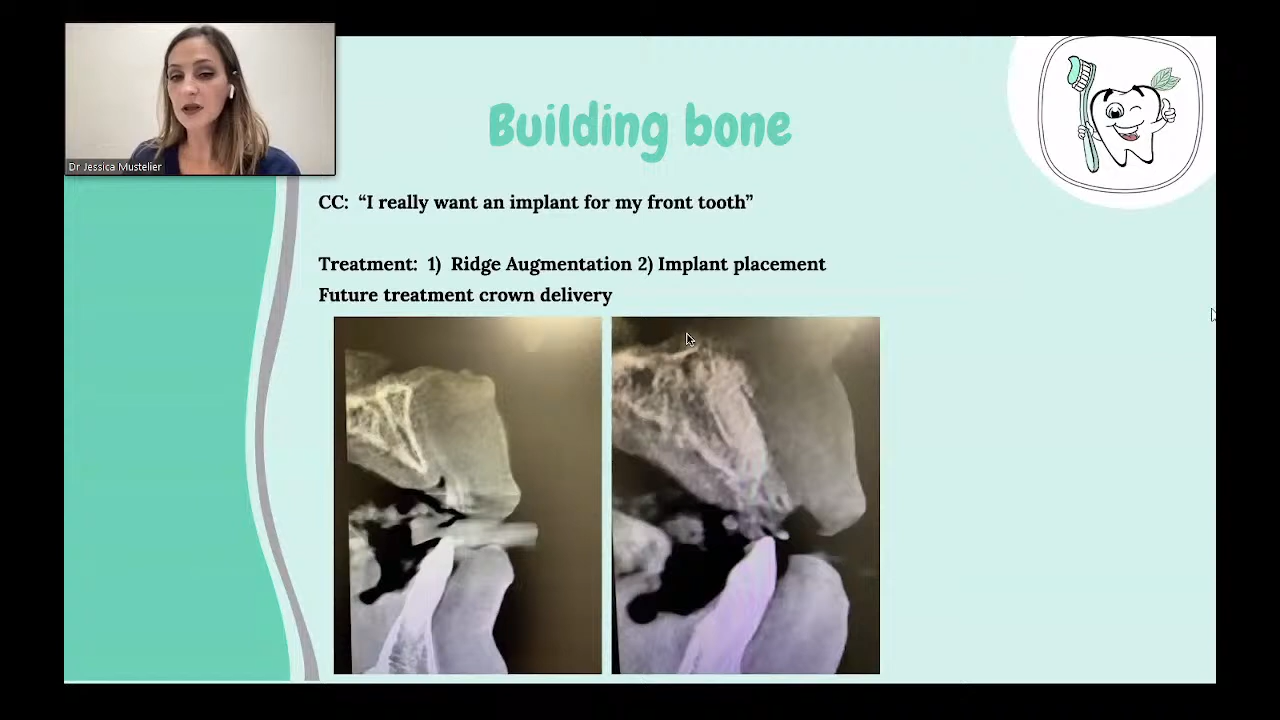 Dr Jessica Mustelier
Building bone
CC: “I really want an implant for my front tooth”
Treatment: 1) Ridge Augmentation 2) Implant placement
Future treatment crown delivery